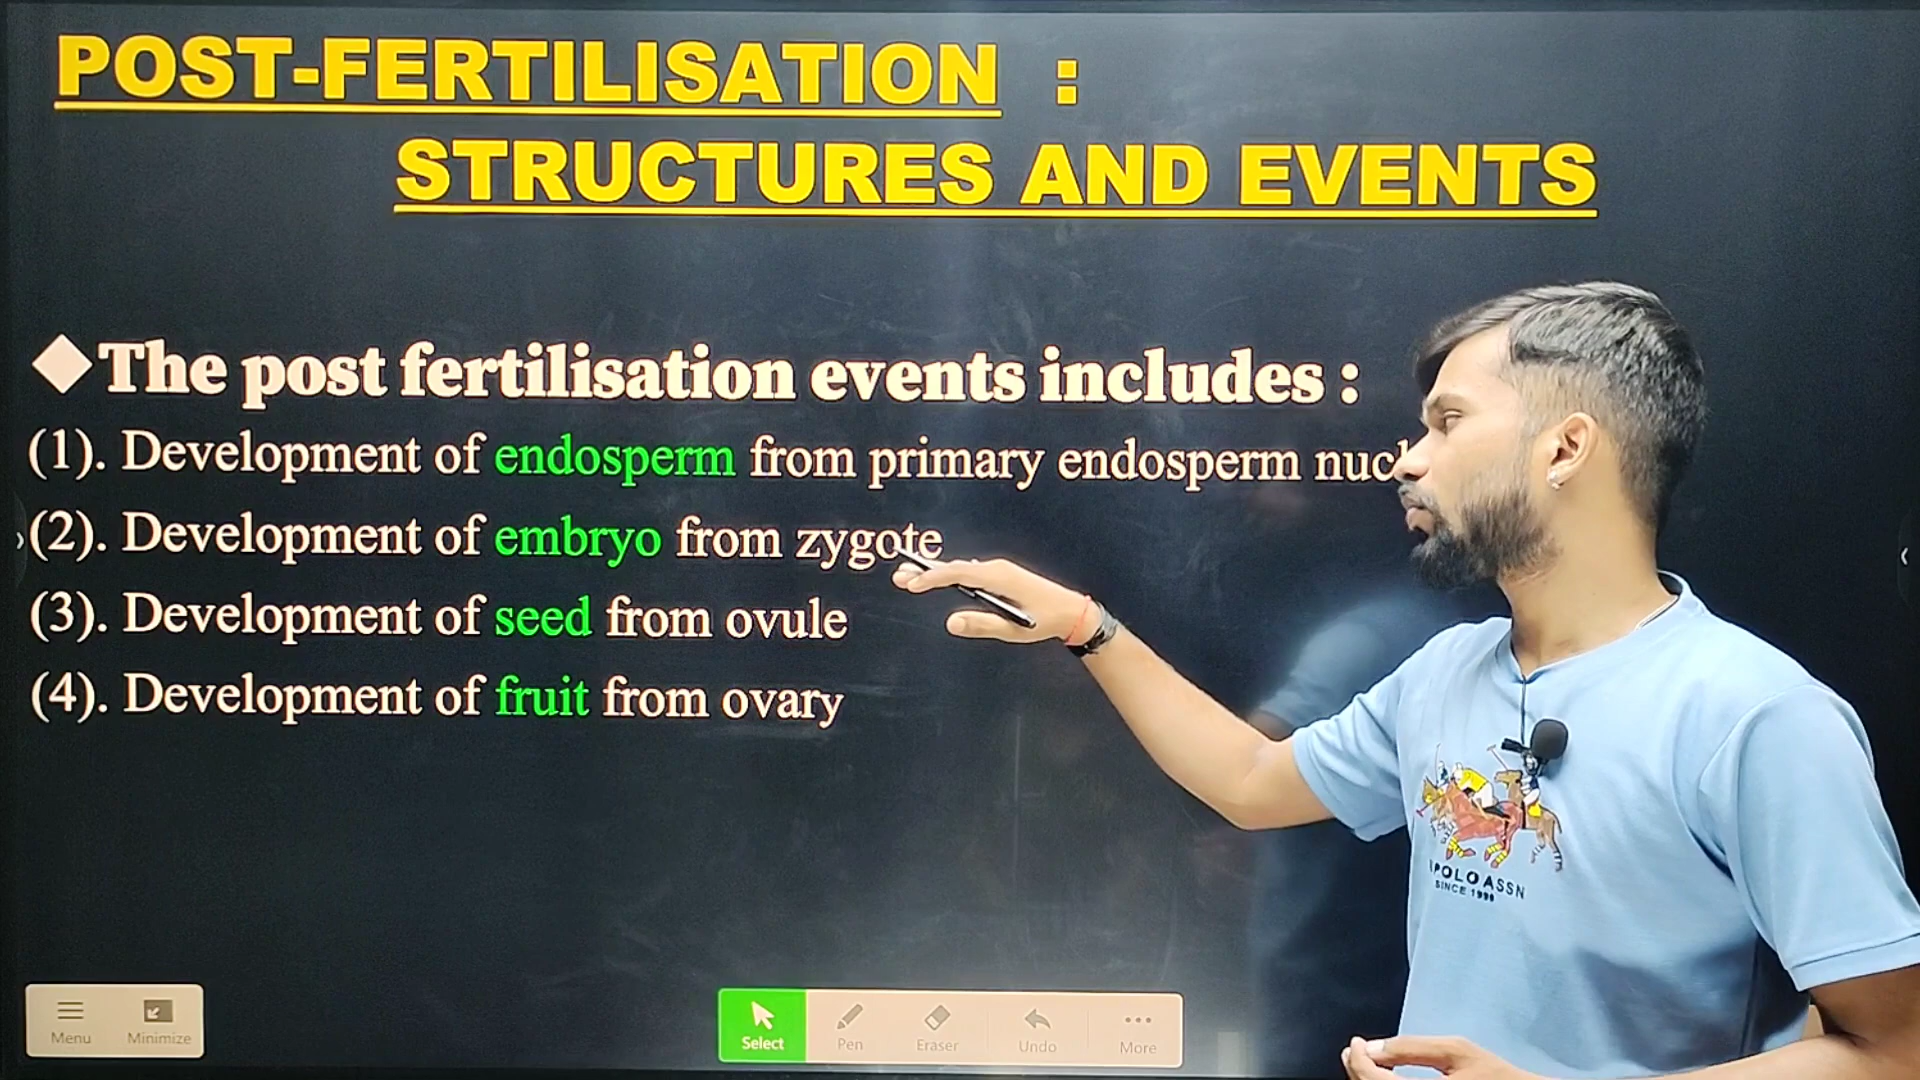 POST-FERTILISATION :
STRUCTURES AND EVENTS
◆The post fertilisation events includes :
(1). Development of endosperm from primary endosperm
(2). Development of embryo from zygote
(3). Development of seed from ovule
(4). Development of fruit from ovary
POLO ASSN
SINCE 1990
Menu Minimize
Select Pen Eraser Undo More